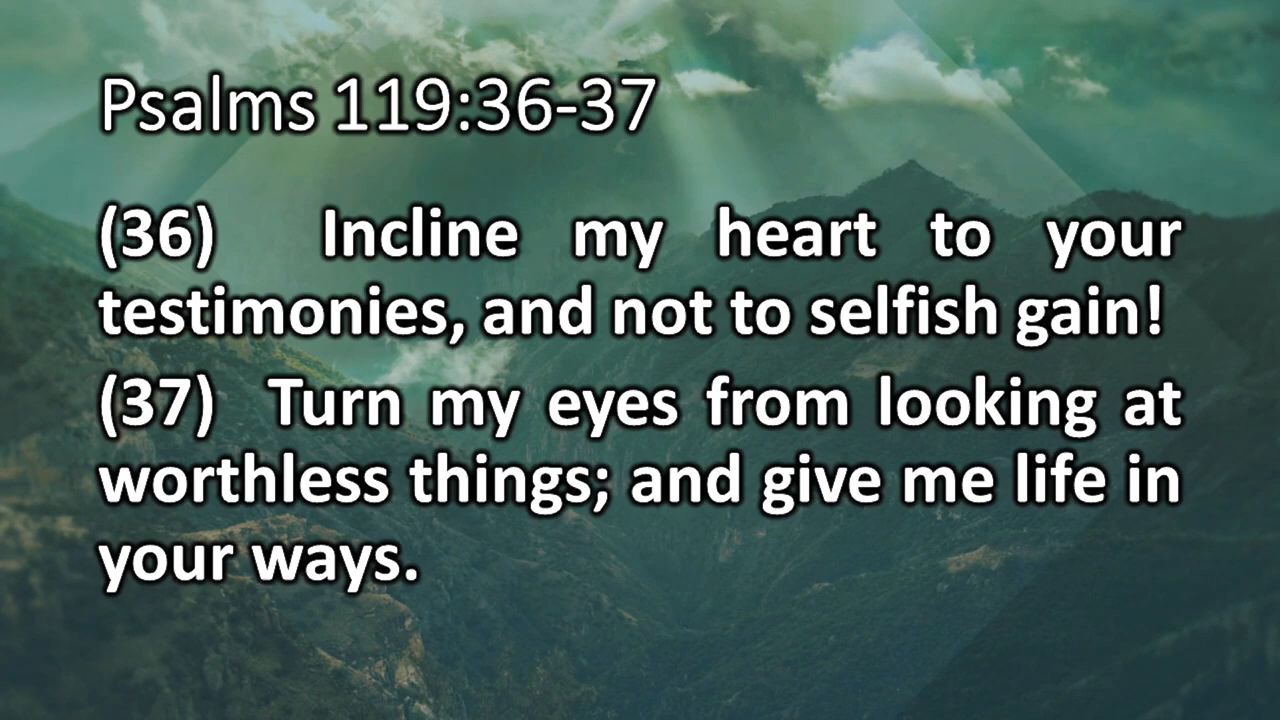 Psalms 119:36-37
(36) Incline my heart to your
testimonies, and not to selfish gain!
(37) Turn my eyes from looking at
worthless things; and give me life in
your ways.